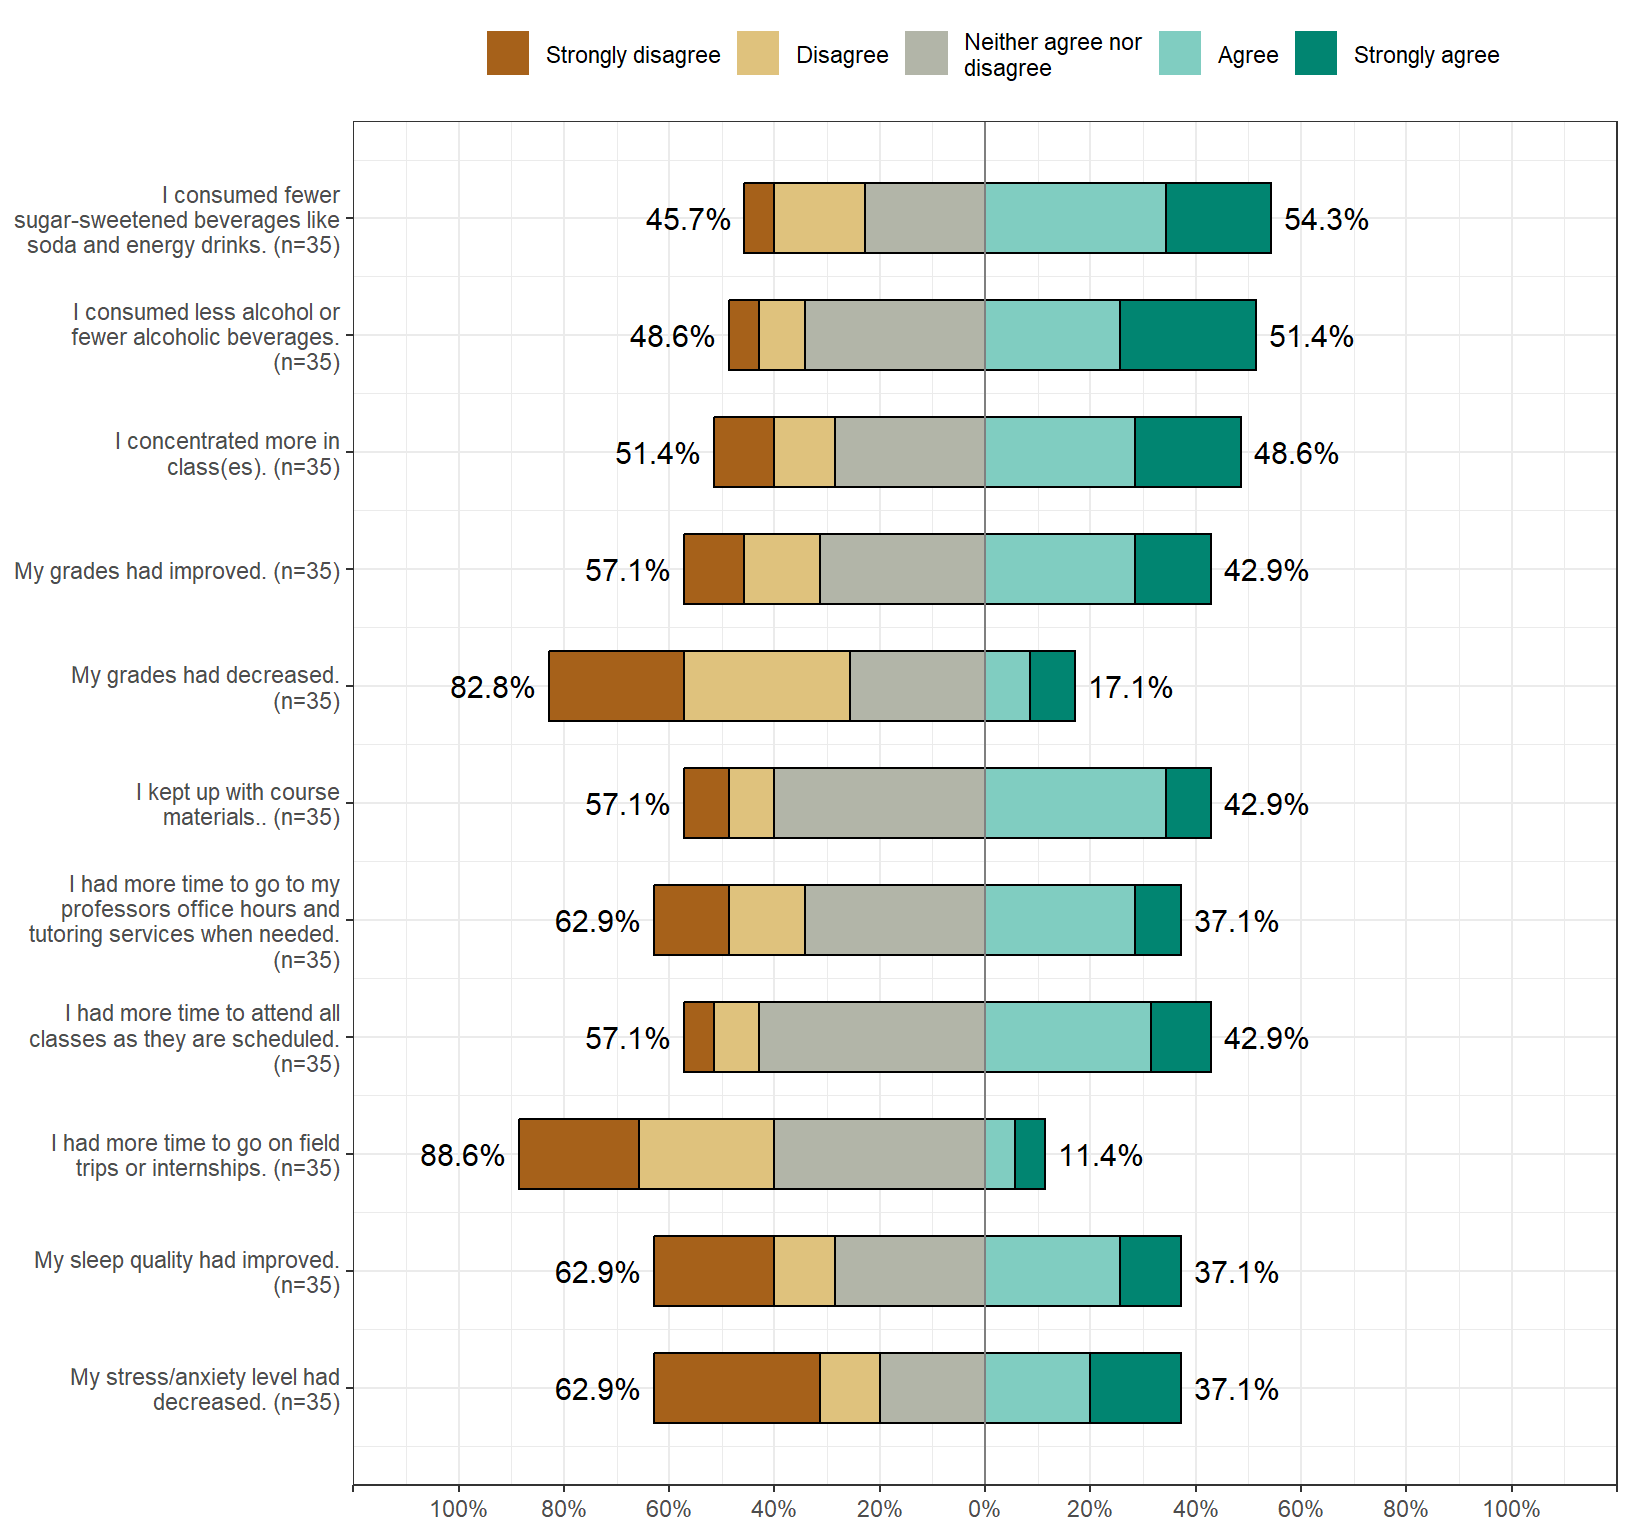 Strongly disagree
Disagree
Neither agree nor
disagree
Agree
Strongly agree
I consumed fewer
sugar-sweetened beverages like
soda and energy drinks. (n=35)
45.7%
54.3%
I consumed less alcohol or
fewer alcoholic beverages.
(n=35)
48.6%
51.4%
I concentrated more in
class(es). (n=35)
51.4%
48.6%
My grades had improved. (n=35)
57.1%
42.9%
My grades had decreased.
(n=35)
82.8%
17.1%
I kept up with course
materials.. (n=35)
57.1%
42.9%
I had more time to go to my
professors office hours and
tutoring services when needed.
(n=35)
62.9%
37.1%
I had more time to attend all
classes as they are scheduled.
(n=35)
57.1%
42.9%
I had more time to go on field
trips or internships. (n=35)
88.6%
11.4%
My sleep quality had improved.
(n=35)
62.9%
37.1%
My stress/anxiety level had
decreased. (n=35)
62.9%
37.1%
100% 80% 60% 40% 20% 0% 20% 40% 60% 80% 100%